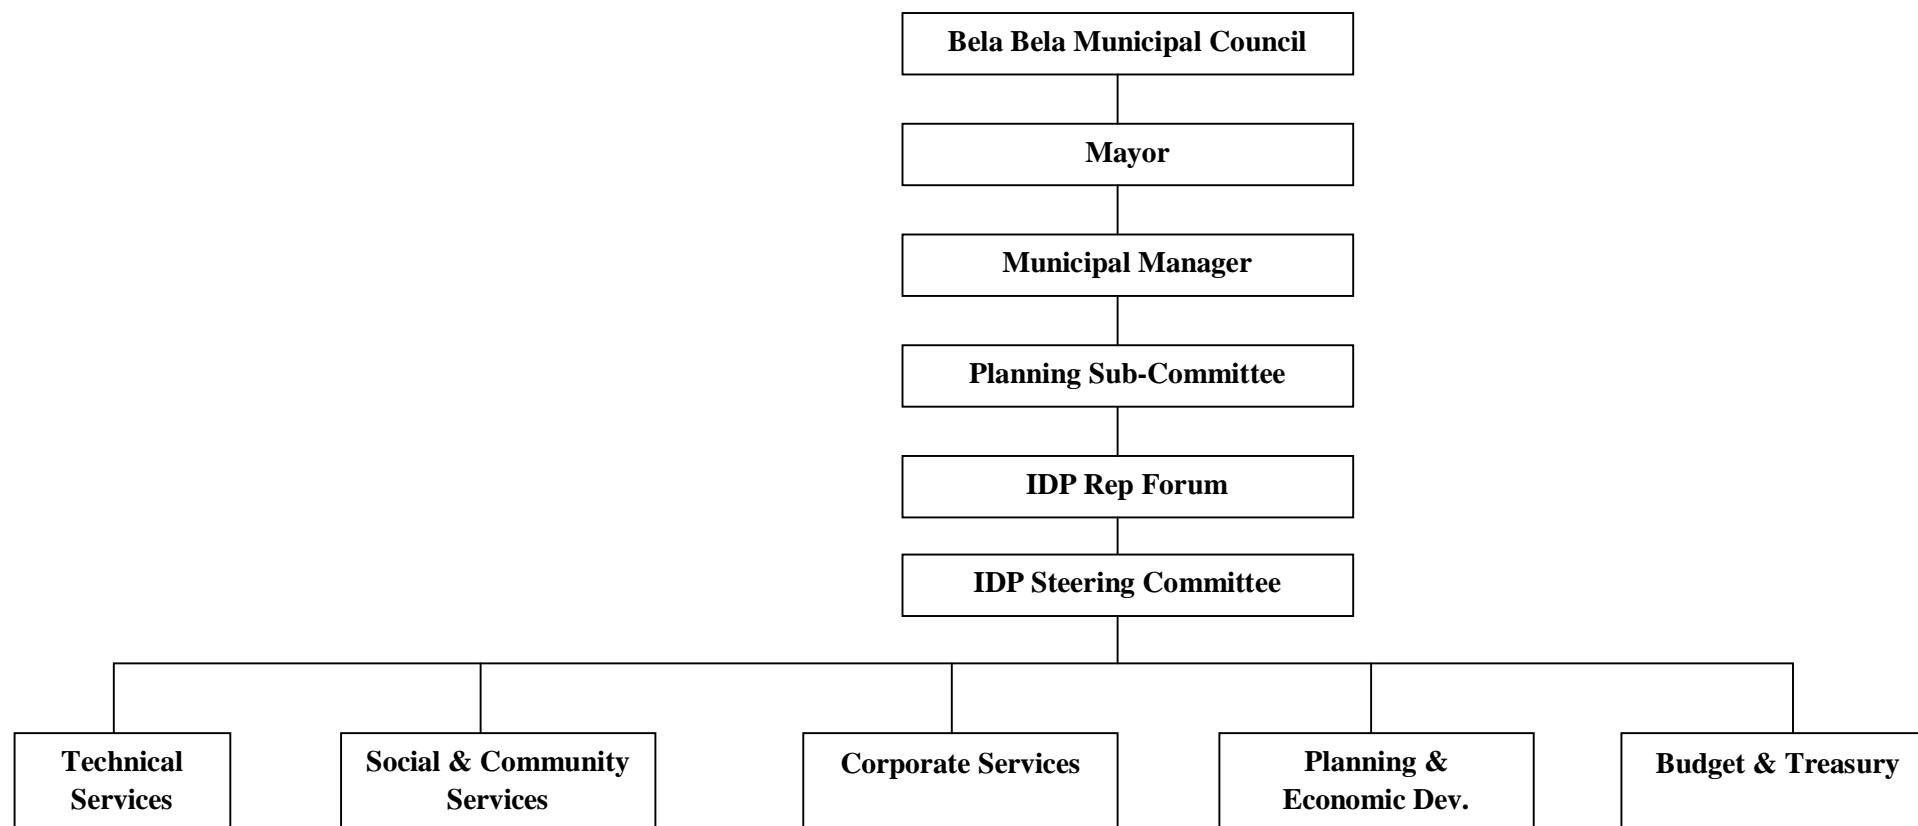 Bela Bela Municipal Council
Mayor
Municipal Manager
Planning Sub-Committee
IDP Rep Forum
IDP Steering Committee
Technical
Services
Social & Community
Services
Corporate Services
Planning &
Economic Dev.
Budget & Treasury